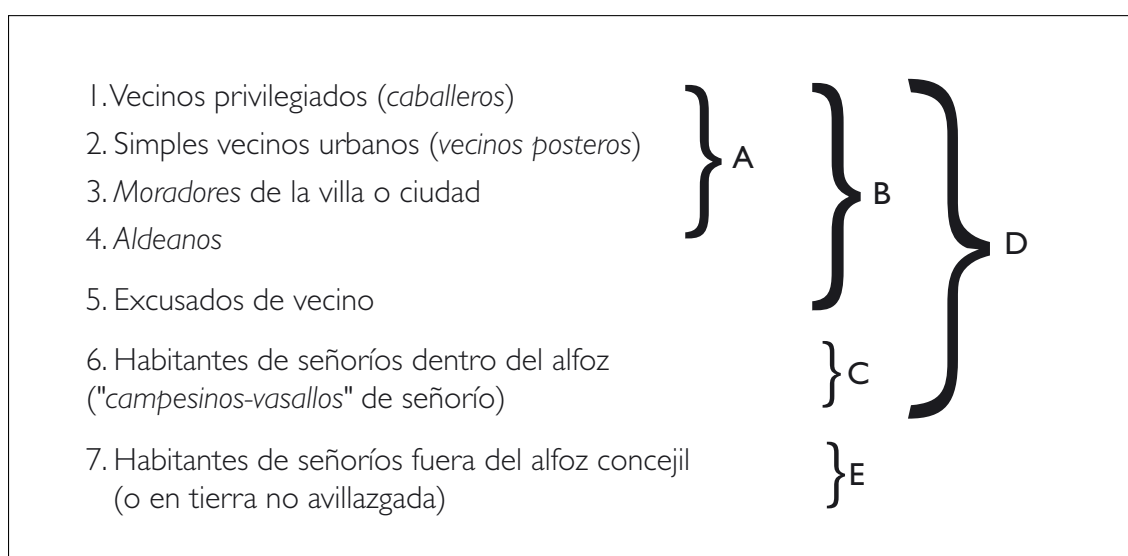 1. Vecinos privilegiados (caballeros)
2. Simples vecinos urbanos (vecinos posteros)
A
3. Moradores de la villa o ciudad
B
4. Aldeanos
D
5. Excusados de vecino
6. Habitantes de señoríos dentro del alfoz
("campesinos-vasallos" de señorío)
C
7. Habitantes de señoríos fuera del alfoz concejil
(o en tierra no avillazgada)
E